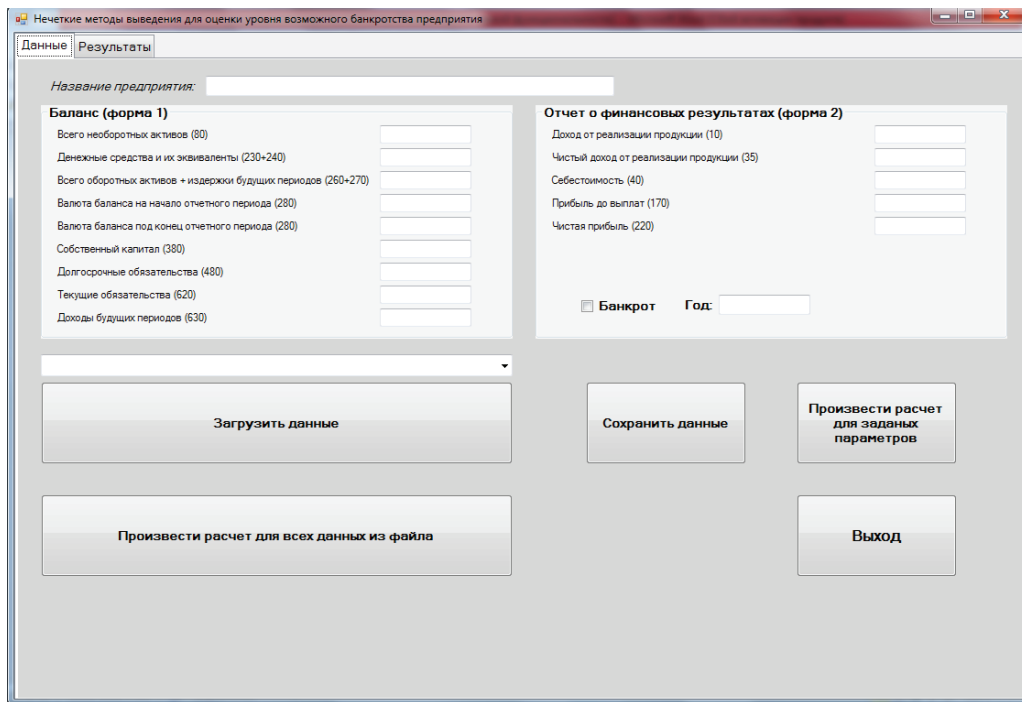 Нечеткие методы выведения для оценки уровня возможного банкротства предприятия
Данные
Результаты
Название предприятия:
Баланс (форма 1)
Всего необоротных активов (80)
Денежные средства и их эквиваленты (230+240)
Всего оборотных активов + издержки будущих периодов (260+270)
Валюта баланса на начало отчетного периода (280)
Валюта баланса под конец отчетного периода (280)
Собственный капитал (380)
Долгосрочные обязательства (480)
Текущие обязательства (620)
Доходы будущих периодов (630)
Отчет о финансовых результатах (форма 2)
Доход от реализации продукции (10)
Чистый доход от реализации продукции (35)
Себестоимость (40)
Прибыль до выплат (170)
Чистая прибыль (220)
Банкрот
Год:
Загрузить данные
Сохранить данные
Произвести расчет
для заданых
параметров
Произвести расчет для всех данных из файла
Выход